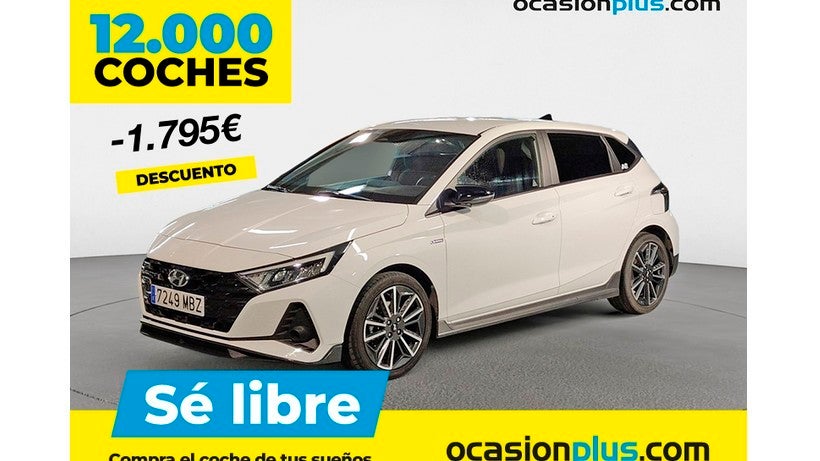 ocasionplus.com
12.000
COCHES
-1.795€
DESCUENTO
7249 MBZ
Sé libre
Compra el coche de tus sueños
ocasionplus.com